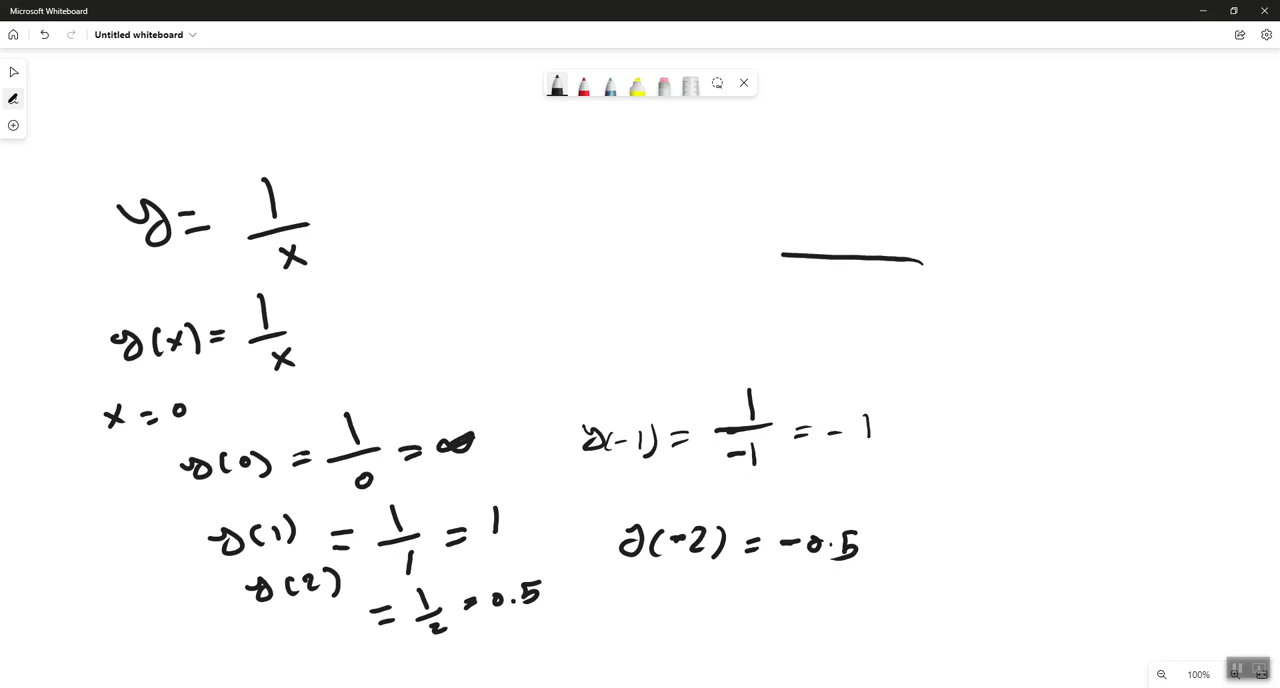 Microsoft Whiteboard
Untitled whiteboard
y = 1/x
y(x) = 1/x
x = 0
y(0) = 1/0 = ∞
y(1) = 1/1 = 1
y(2) = 1/2 = 0.5
y(-1) = 1/-1 = -1
y(-2) = -0.5
100%